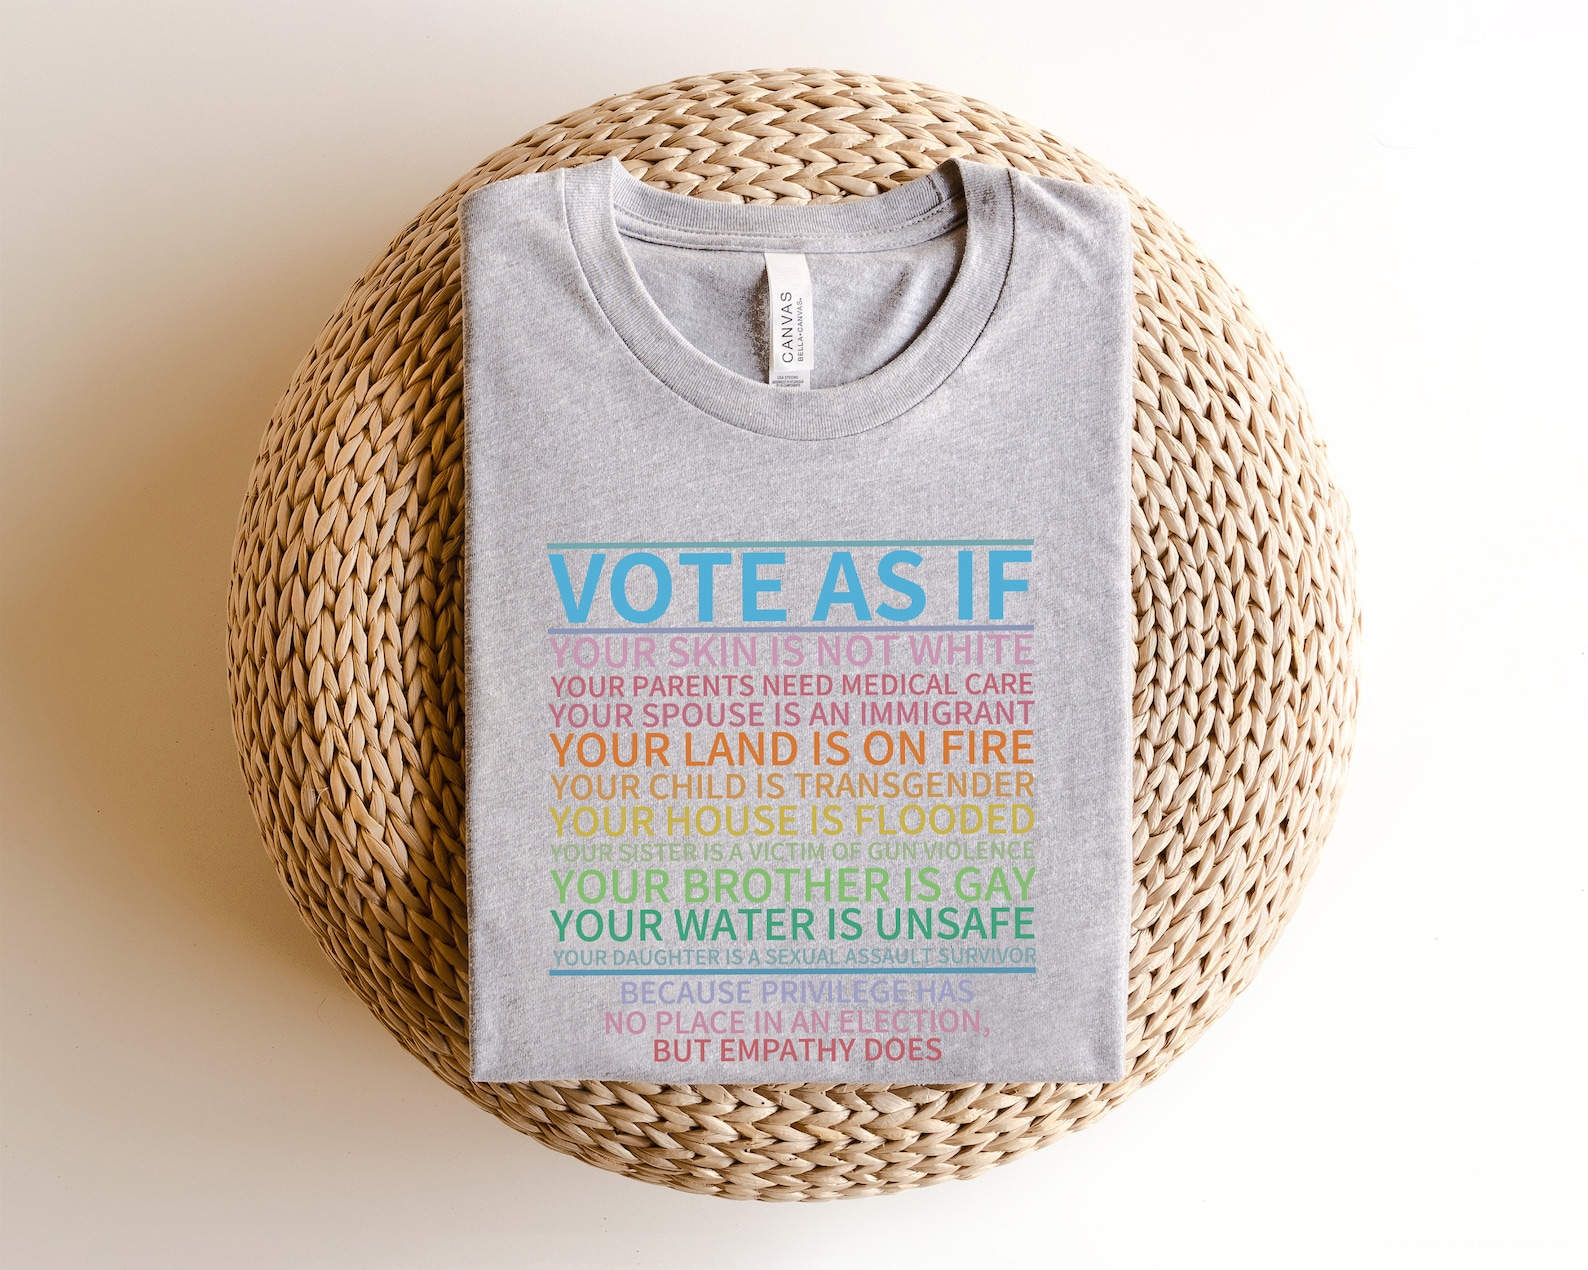 CANVAS
BELLA+CANVAS®
VOTE AS IF
YOUR SKIN IS NOT WHITE
YOUR PARENTS NEED MEDICAL CARE
YOUR SPOUSE IS AN IMMIGRANT
YOUR LAND IS ON FIRE
YOUR CHILD IS TRANSGENDER
YOUR HOUSE IS FLOODED
YOUR SISTER IS A VICTIM OF GUN VIOLENCE
YOUR BROTHER IS GAY
YOUR WATER IS UNSAFE
YOUR DAUGHTER IS A SEXUAL ASSAULT SURVIVOR
BECAUSE PRIVILEGE HAS
NO PLACE IN AN ELECTION,
BUT EMPATHY DOES